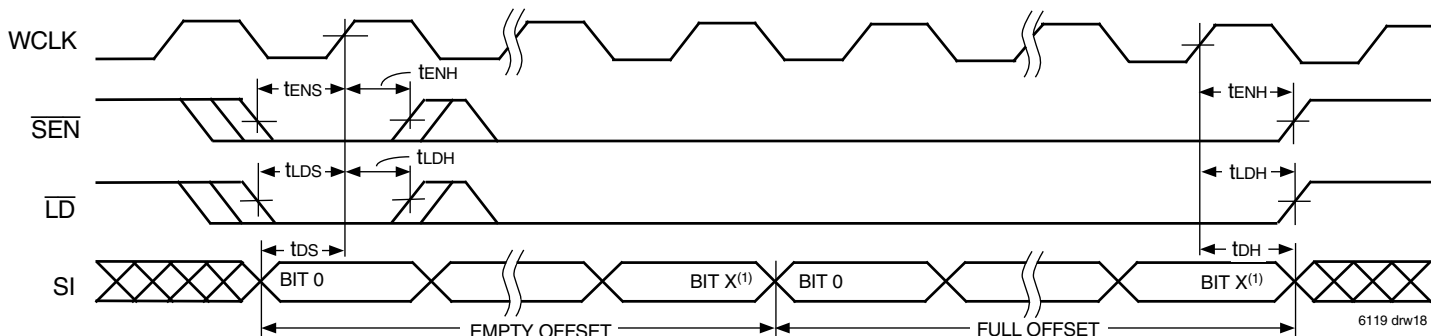 WCLK
tENS
tENH
tENH
SEN
tLDS
tLDH
tLDH
LD
tDS
tDH
SI
BIT 0
BIT X(1)
BIT 0
BIT X(1)
EMPTY OFFSET
FULL OFFSET
6119 drw18